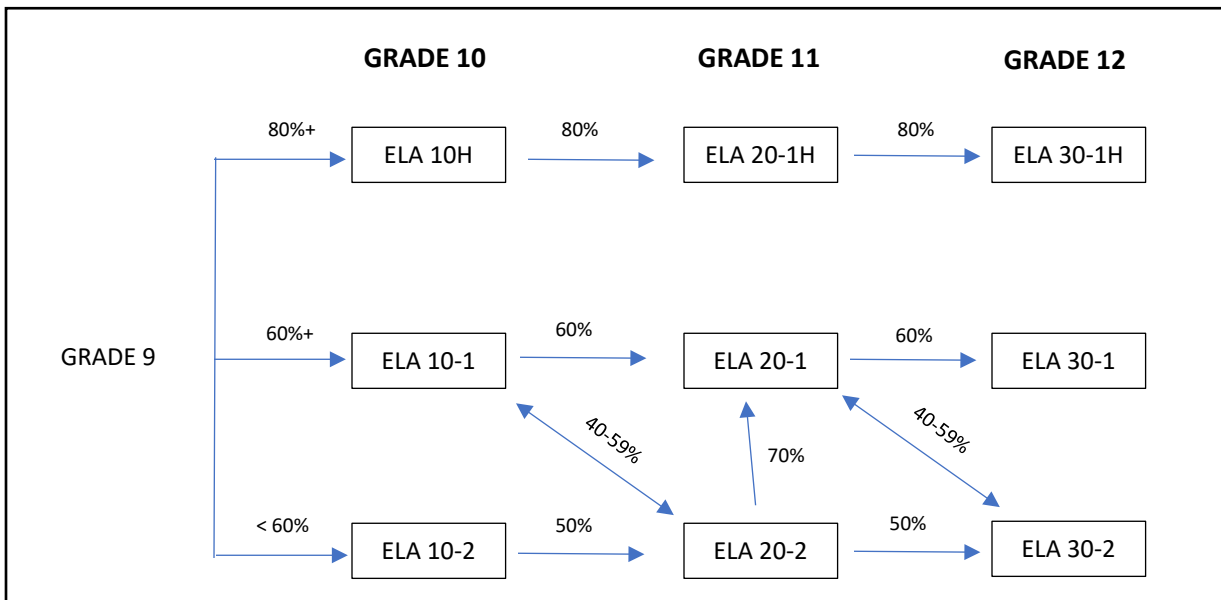 GRADE 10 GRADE 11 GRADE 12
80%+ 80% 80%
ELA 10H ELA 20-1H ELA 30-1H
60%+ 60% 60%
GRADE 9 ELA 10-1 ELA 20-1 ELA 30-1
40-59% 70% 40-59%
< 60% 50% 50%
ELA 10-2 ELA 20-2 ELA 30-2